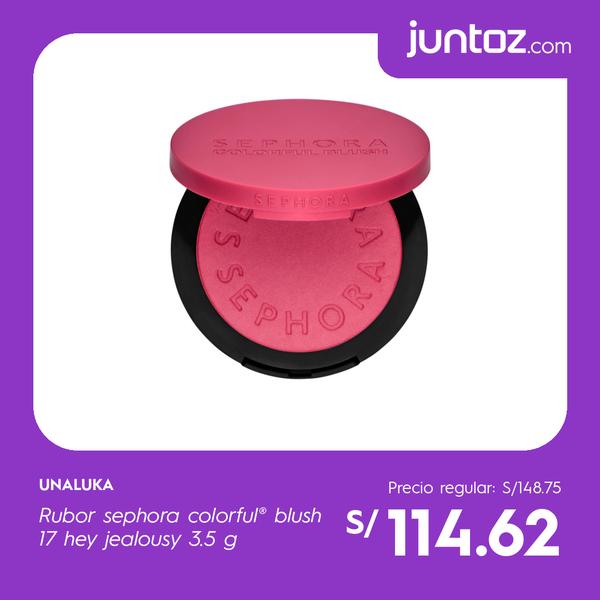 juntoz.com
SEPHORA
COLORFUL BLUSH
SEPHORA
SEPHORA
UNALUKA
Precio regular: S/148.75
Rubor sephora colorful® blush
17 hey jealousy 3.5 g
S/114.62